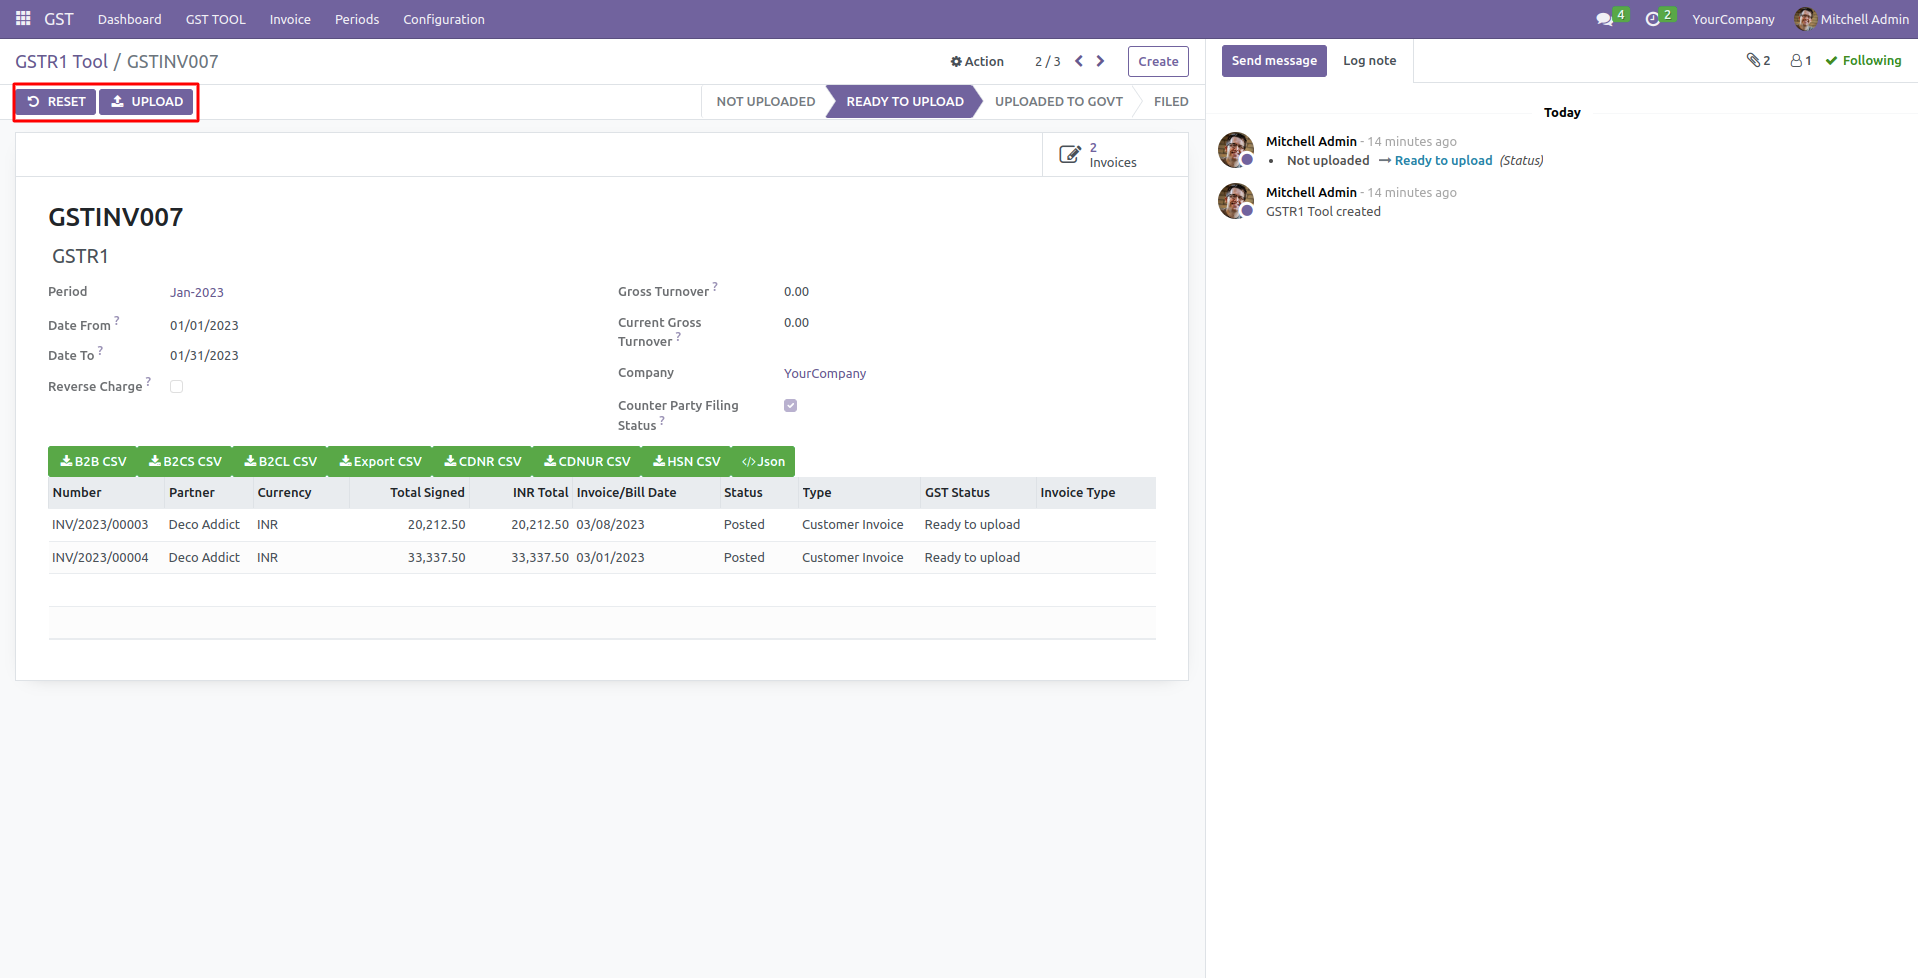 GST Dashboard GST TOOL Invoice Periods Configuration 4 2 YourCompany Mitchell Admin
GSTR1 Tool / GSTINV007 Action 2 / 3 Create
RESET UPLOAD NOT UPLOADED READY TO UPLOAD UPLOADED TO GOVT FILED
2
Invoices
GSTINV007
GSTR1
Period Jan-2023
Date From ? 01/01/2023
Date To ? 01/31/2023
Reverse Charge ?
Gross Turnover ? 0.00
Current Gross
Turnover ? 0.00
Company YourCompany
Counter Party Filing
Status ?
B2B CSV B2CS CSV B2CL CSV Export CSV CDNR CSV CDNUR CSV HSN CSV </> Json
Number Partner Currency Total Signed INR Total Invoice/Bill Date Status Type GST Status Invoice Type
INV/2023/00003 Deco Addict INR 20,212.50 20,212.50 03/08/2023 Posted Customer Invoice Ready to upload
INV/2023/00004 Deco Addict INR 33,337.50 33,337.50 03/01/2023 Posted Customer Invoice Ready to upload
Send message Log note 2 1 Following
Today
Mitchell Admin - 14 minutes ago
• Not uploaded → Ready to upload (Status)
Mitchell Admin - 14 minutes ago
GSTR1 Tool created